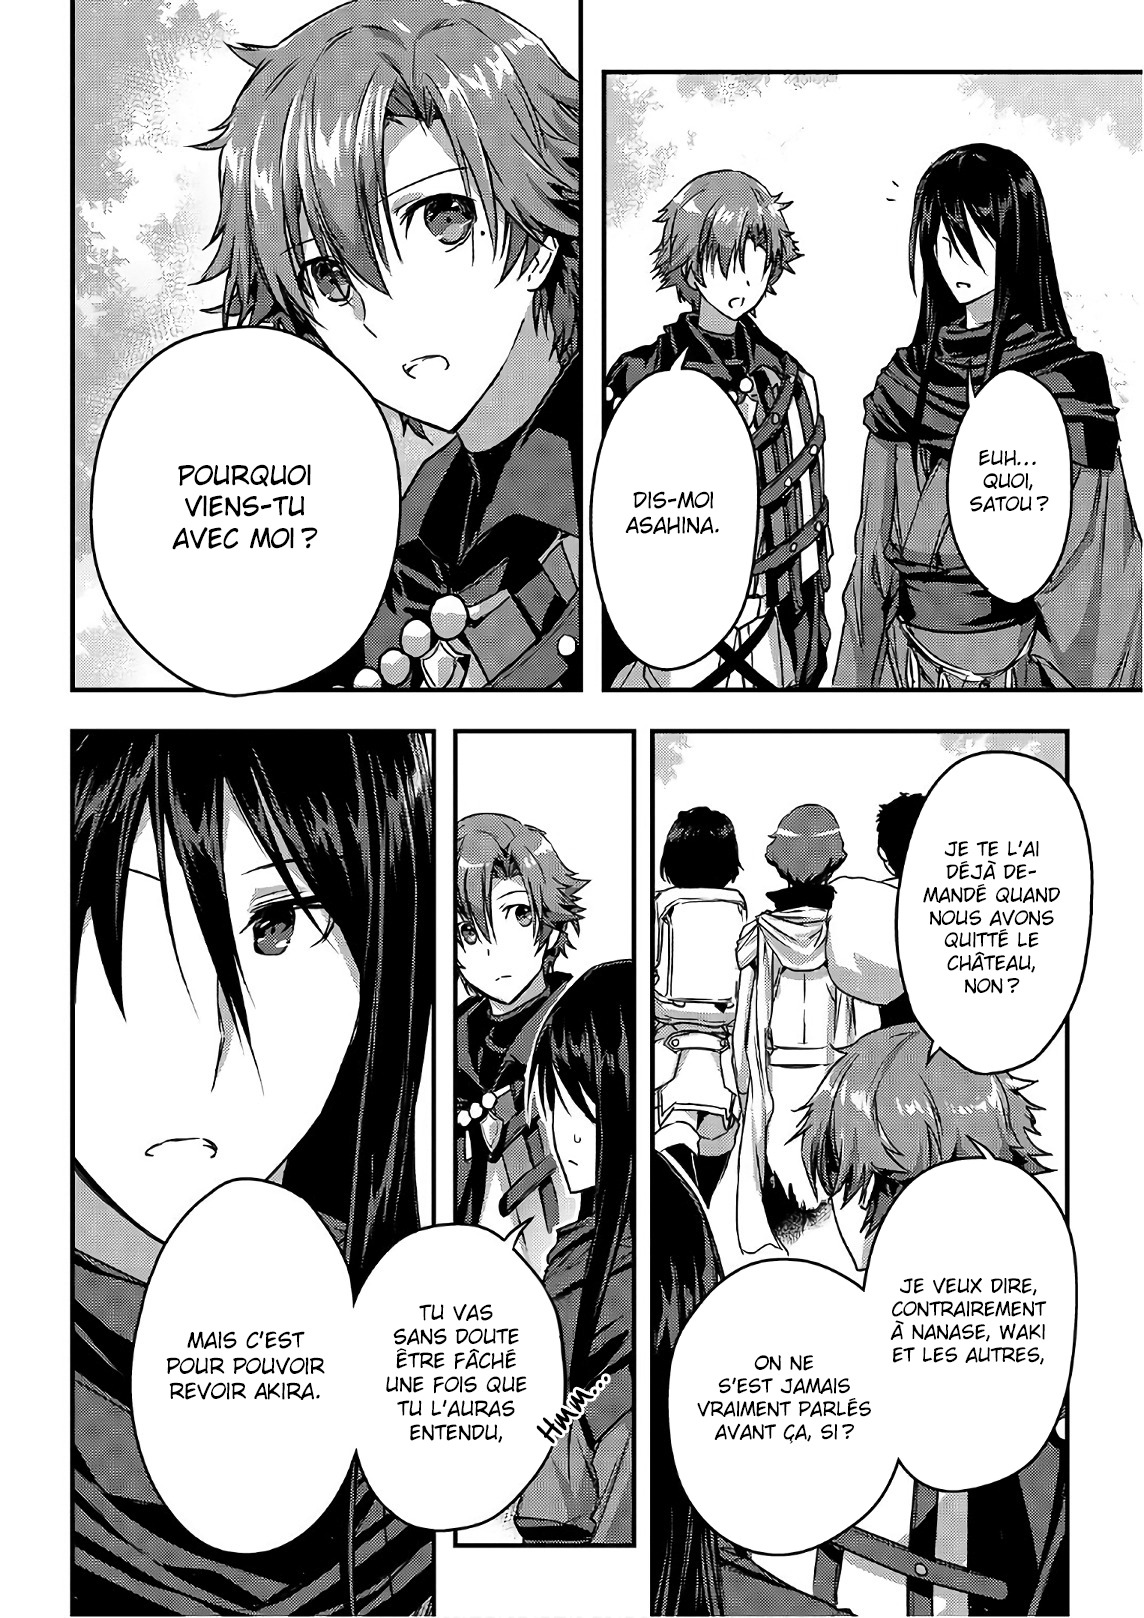 EUH...
QUOI,
SATOU ?
DIS-MOI
ASAHINA.
POURQUOI
VIENS-TU
AVEC MOI ?
JE TE L'AI
DÉJÀ DE-
MANDÉ QUAND
NOUS AVONS
QUITTÉ LE
CHÂTEAU,
NON ?
JE VEUX DIRE,
CONTRAIREMENT
À NANASE, WAKI
ET LES AUTRES,
ON NE
S'EST JAMAIS
VRAIMENT PARLÉS
AVANT ÇA, SI ?
HMM...
TU VAS
SANS DOUTE
ÊTRE FÂCHÉ
UNE FOIS QUE
TU L'AURAS
ENTENDU,
MAIS C'EST
POUR POUVOIR
REVOIR AKIRA.